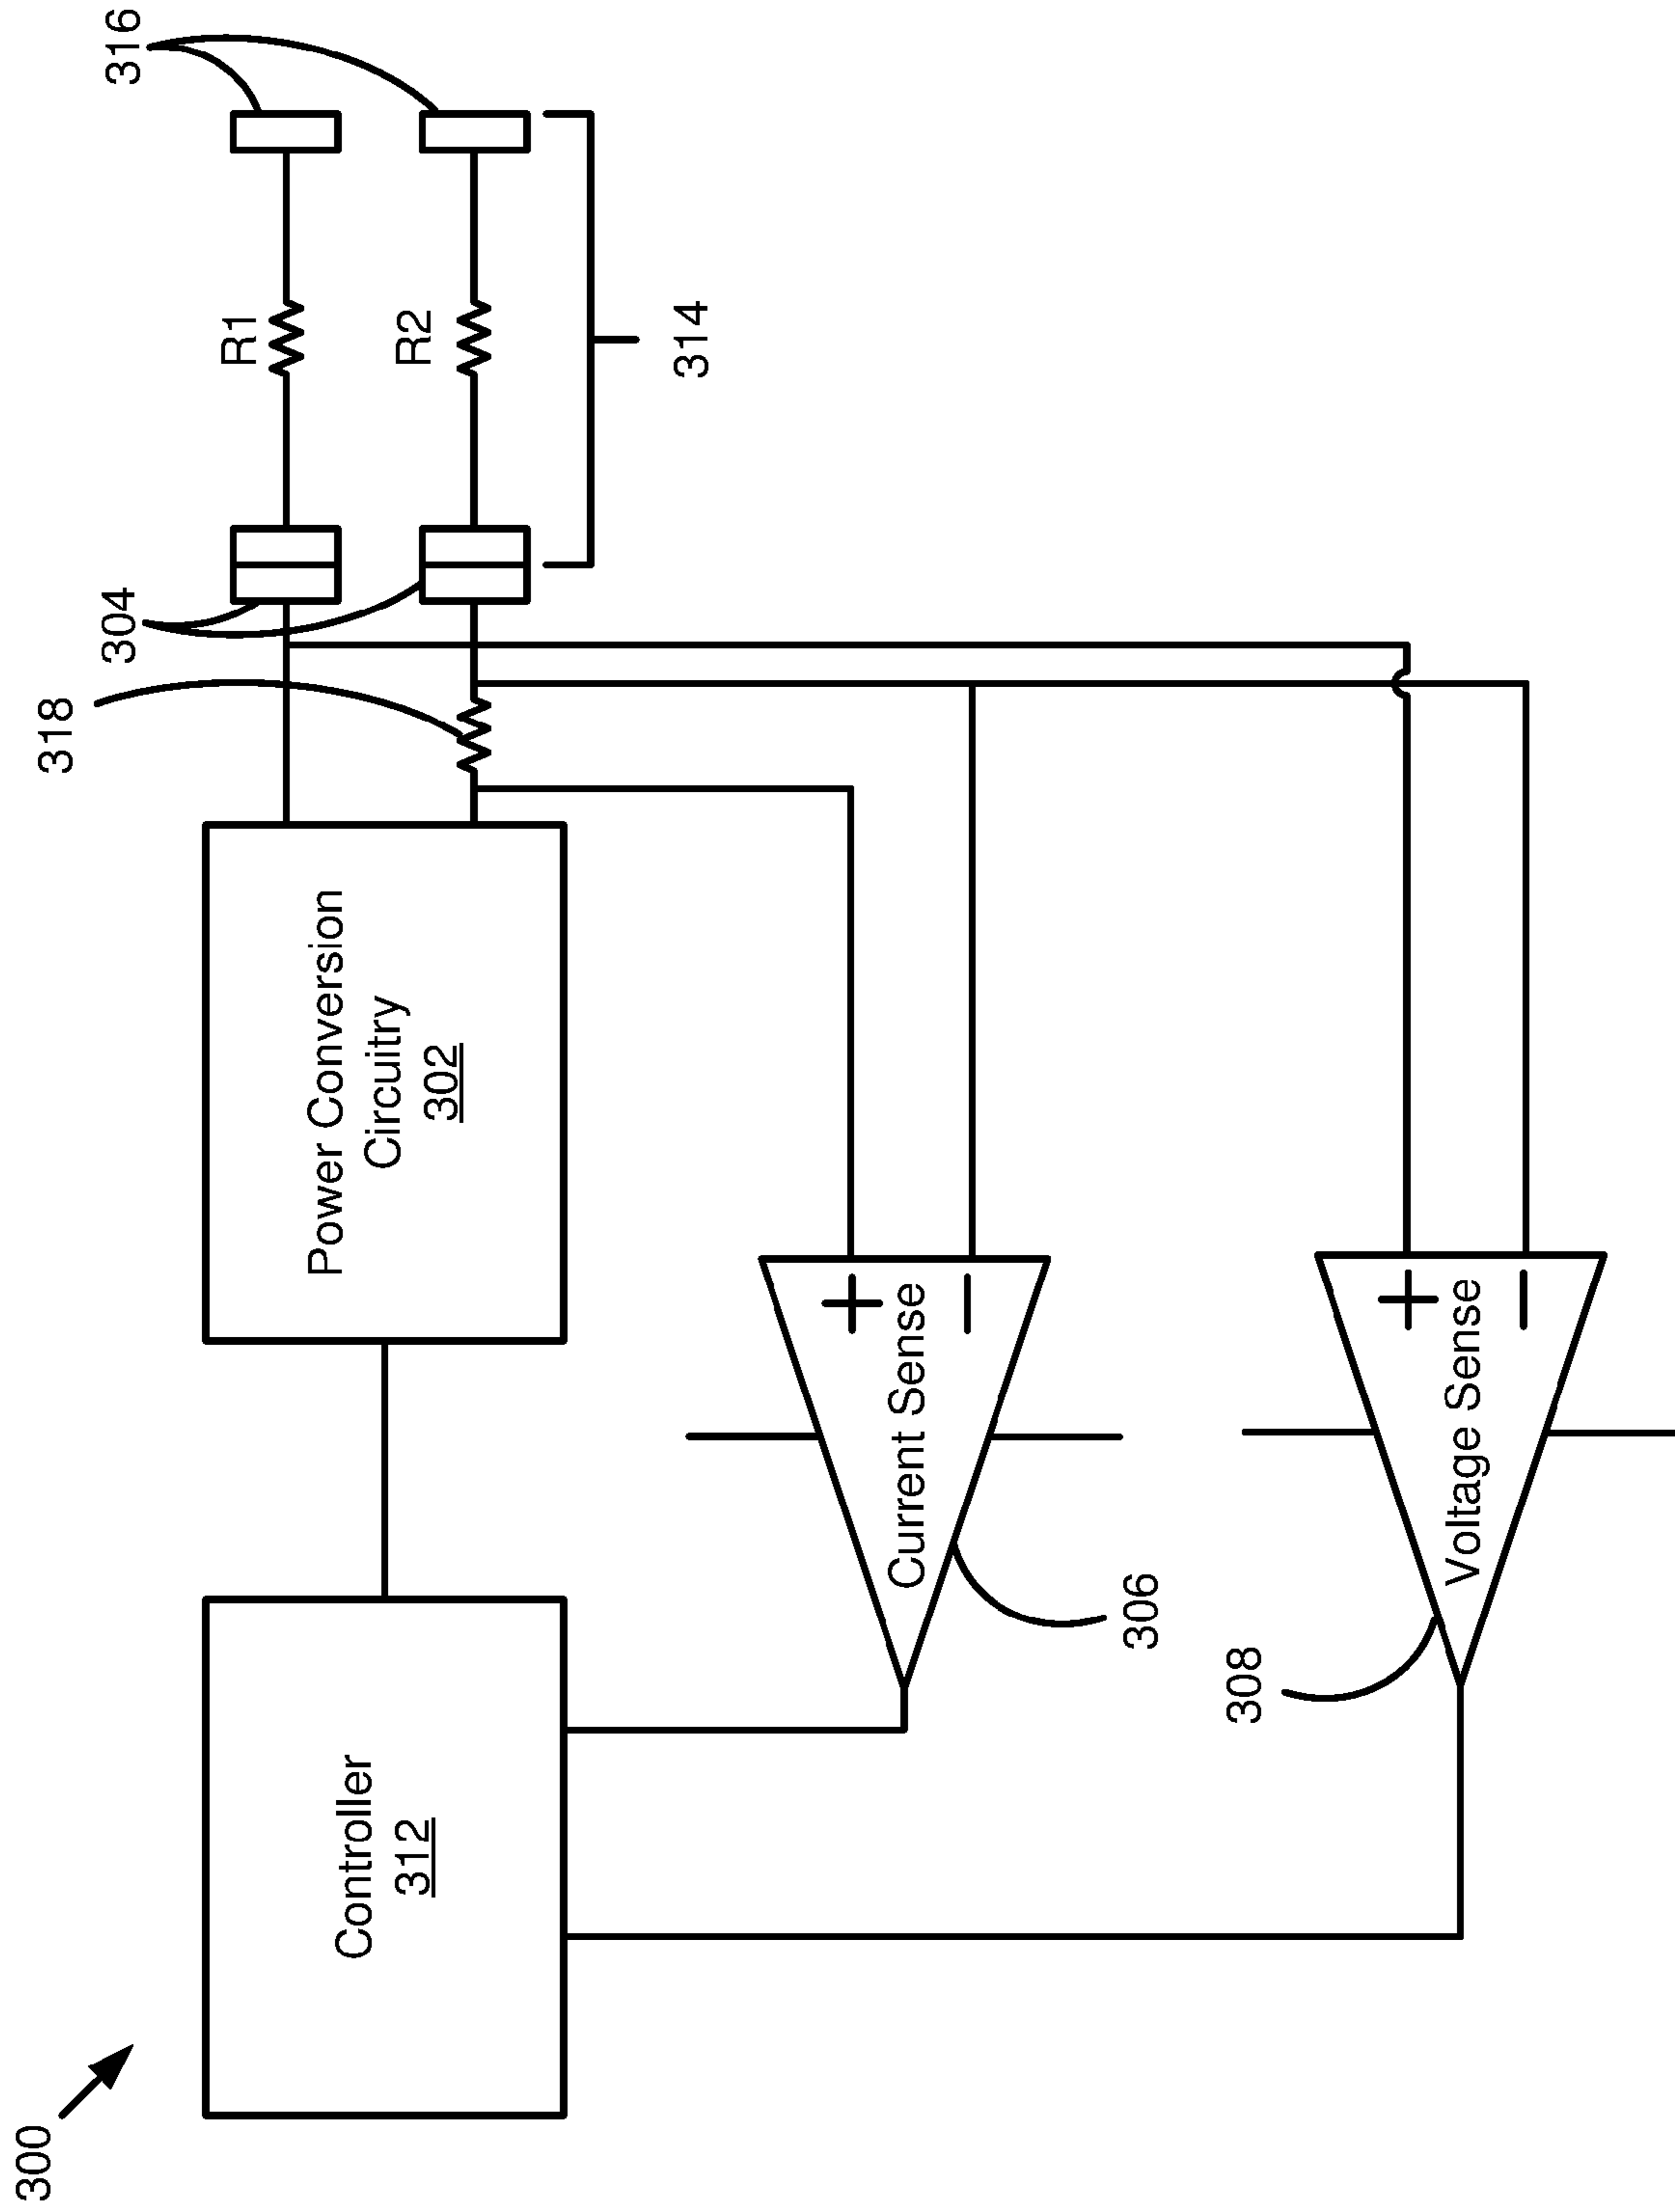 300
Controller
312
Power Conversion
Circuitry
302
318
304
316
R1
R2
314
+
−
Current Sense
306
308
+
−
Voltage Sense